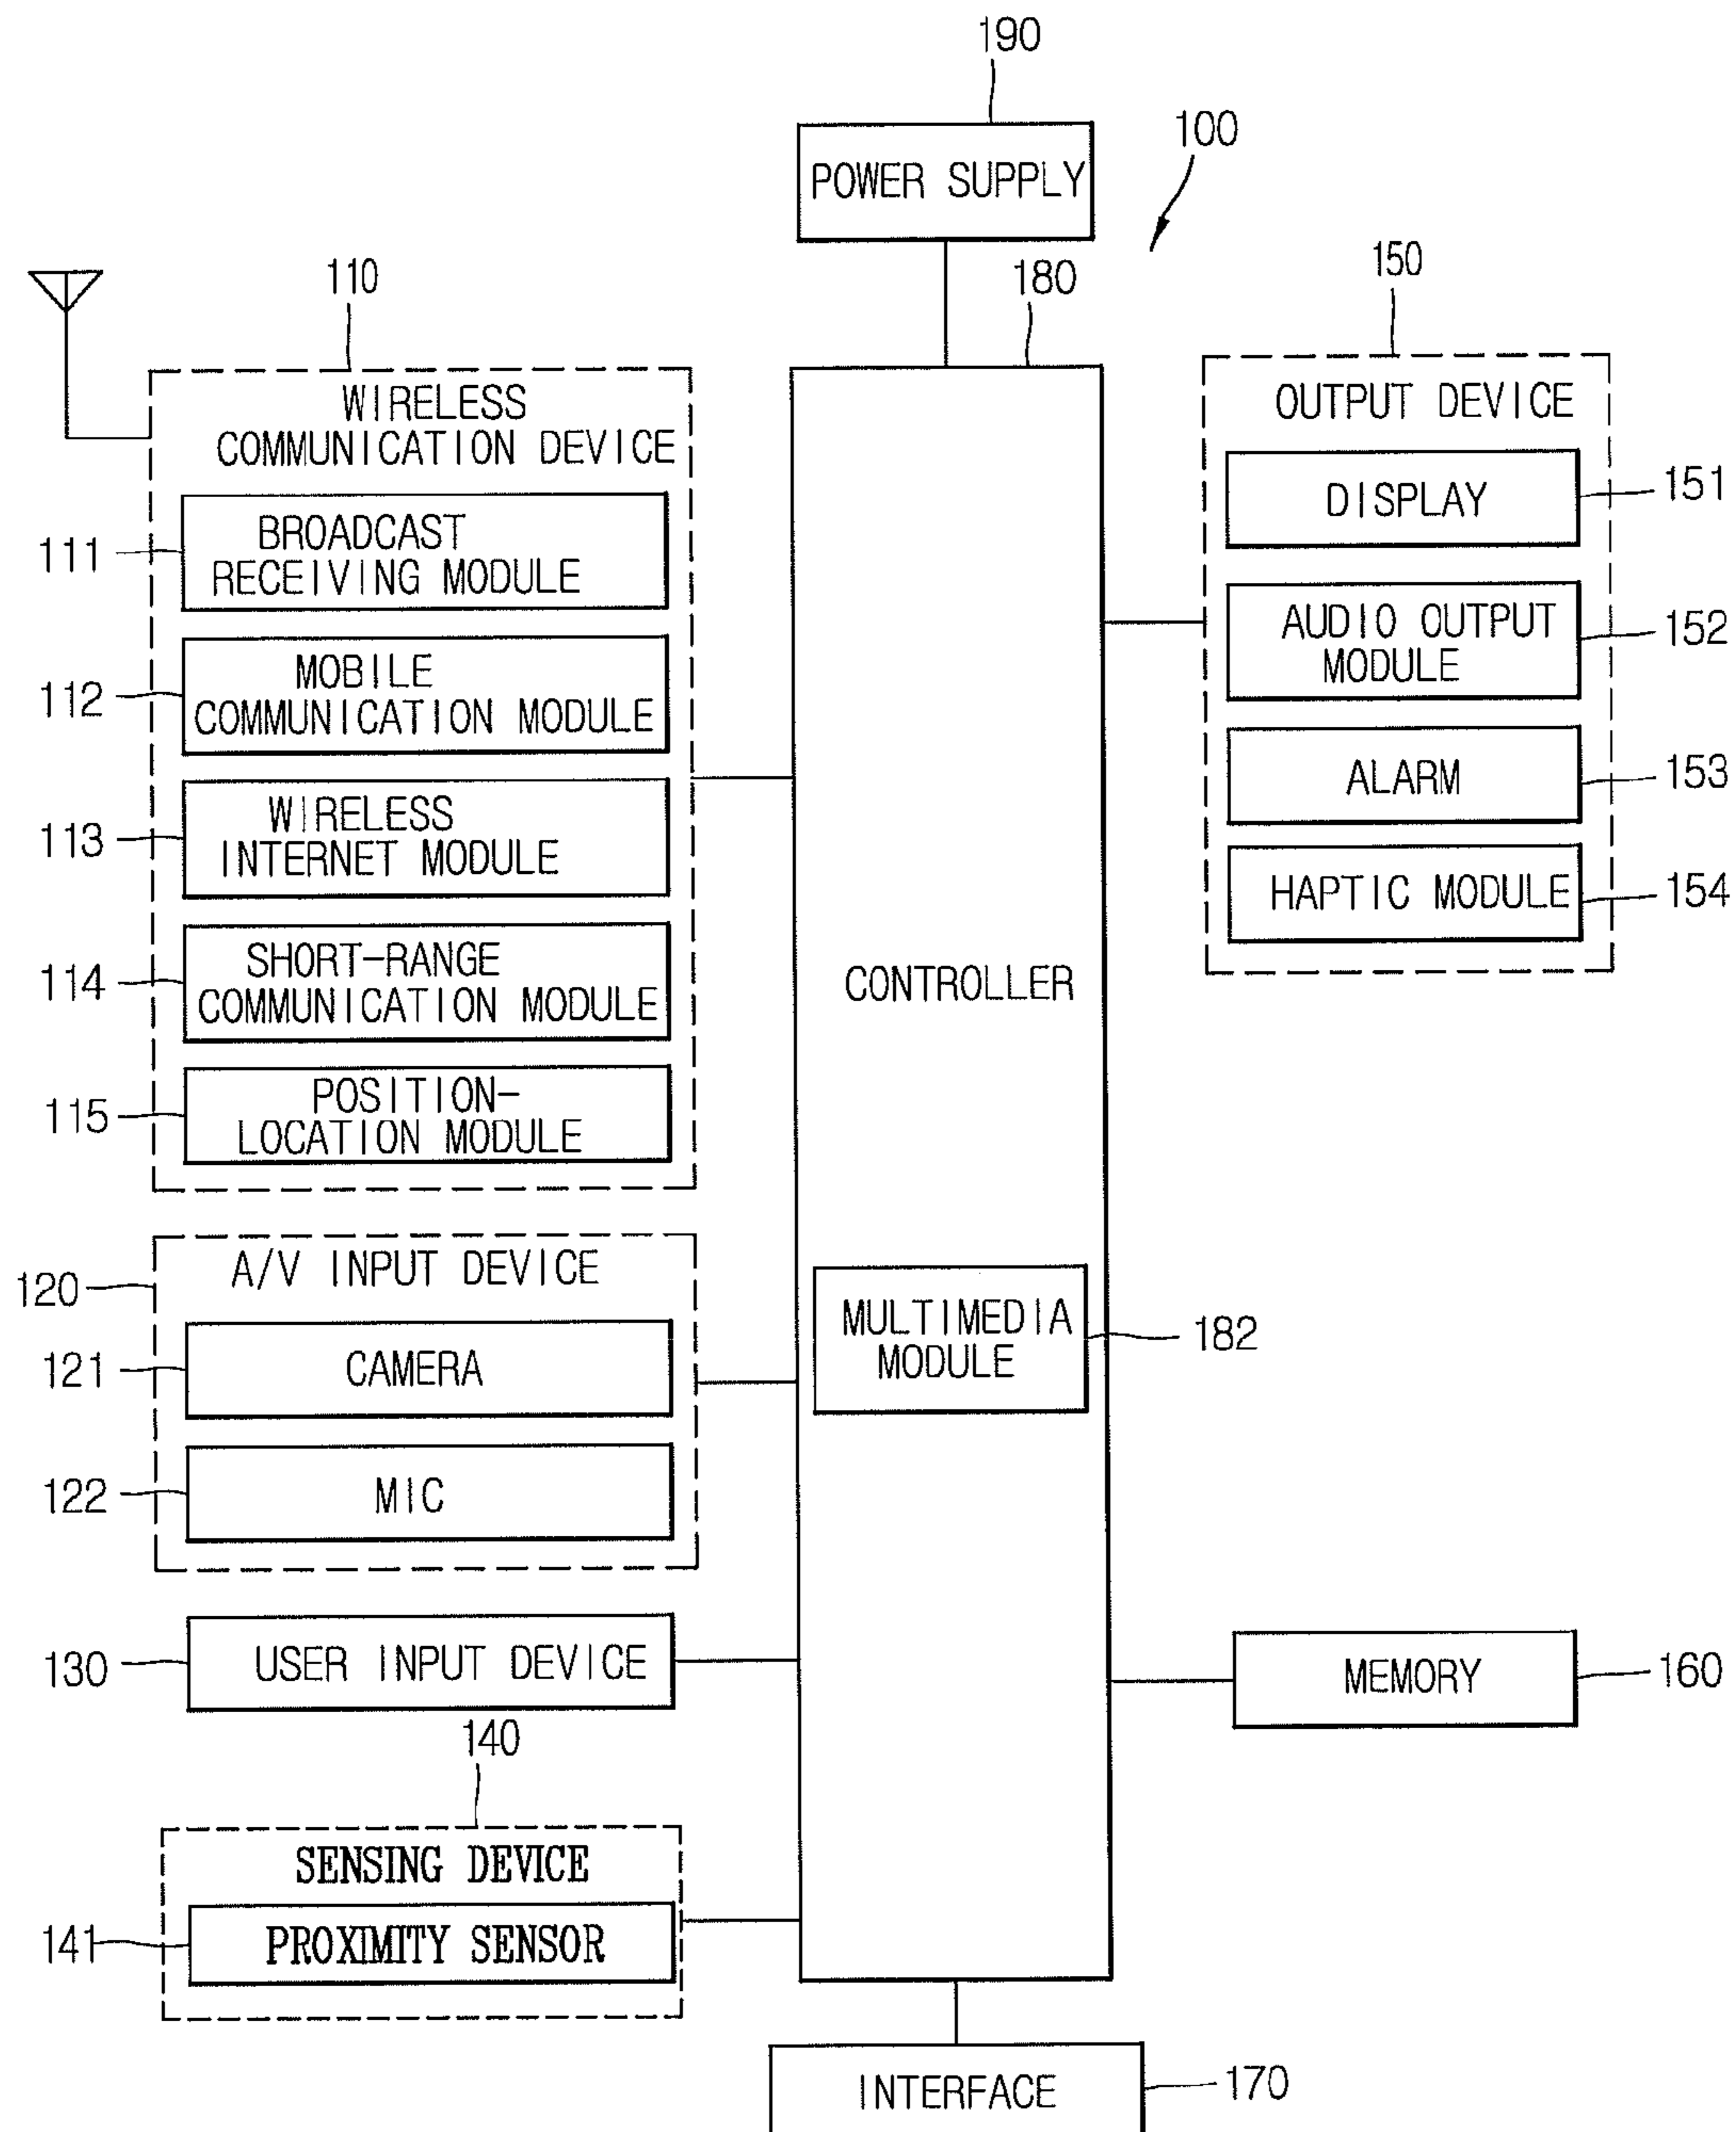 190
POWER SUPPLY
100
110
180
150
WIRELESS
COMMUNICATION DEVICE
111
BROADCAST
RECEIVING MODULE
112
MOBILE
COMMUNICATION MODULE
113
WIRELESS
INTERNET MODULE
114
SHORT-RANGE
COMMUNICATION MODULE
115
POSITION-
LOCATION MODULE
OUTPUT DEVICE
DISPLAY
151
AUDIO OUTPUT
MODULE
152
ALARM
153
HAPTIC MODULE
154
CONTROLLER
MULTIMEDIA
MODULE
182
120
A/V INPUT DEVICE
121
CAMERA
122
MIC
130
USER INPUT DEVICE
MEMORY
160
140
SENSING DEVICE
141
PROXIMITY SENSOR
INTERFACE
170